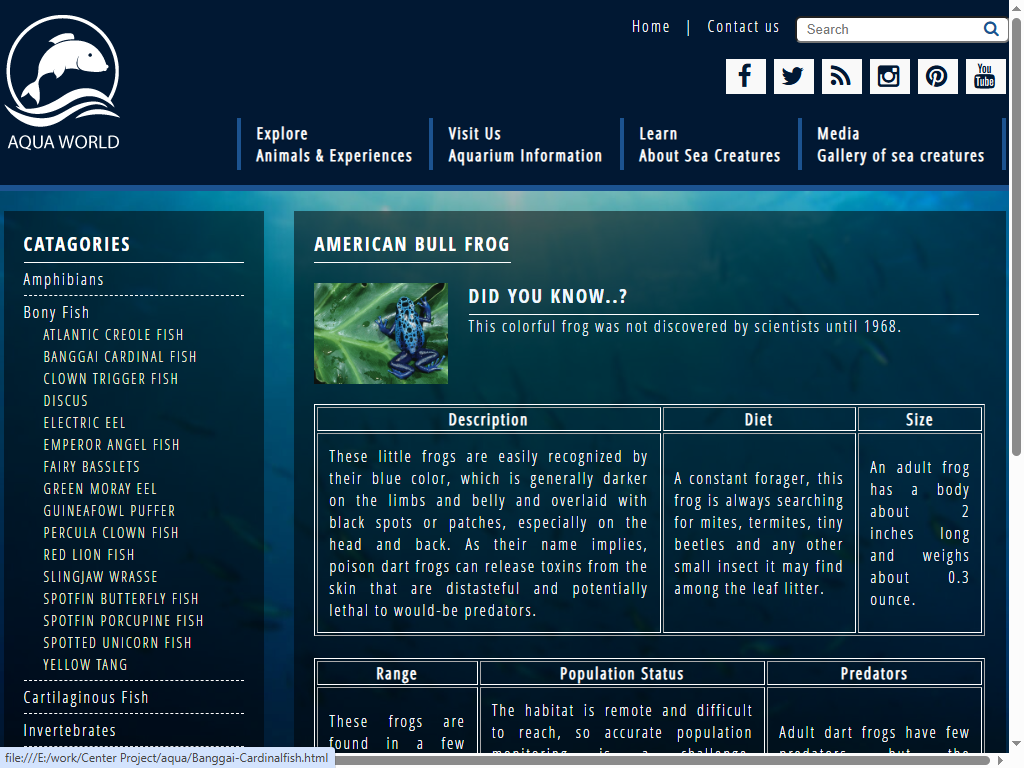 Home | Contact us
Search
You
Tube
AQUA WORLD
Explore
Animals & Experiences
Visit Us
Aquarium Information
Learn
About Sea Creatures
Media
Gallery of sea creatures
CATAGORIES
Amphibians
Bony Fish
ATLANTIC CREOLE FISH
BANGGAI CARDINAL FISH
CLOWN TRIGGER FISH
DISCUS
ELECTRIC EEL
EMPEROR ANGEL FISH
FAIRY BASSLETS
GREEN MORAY EEL
GUINEAFOWL PUFFER
PERCULA CLOWN FISH
RED LION FISH
SLINGJAW WRASSE
SPOTFIN BUTTERFLY FISH
SPOTFIN PORCUPINE FISH
SPOTTED UNICORN FISH
YELLOW TANG
Cartilaginous Fish
Invertebrates
AMERICAN BULL FROG
DID YOU KNOW..?
This colorful frog was not discovered by scientists until 1968.
Description
These little frogs are easily recognized by
their blue color, which is generally darker
on the limbs and belly and overlaid with
black spots or patches, especially on the
head and back. As their name implies,
poison dart frogs can release toxins from the
skin that are distasteful and potentially
lethal to would-be predators.
Diet
A constant forager, this
frog is always searching
for mites, termites, tiny
beetles and any other
small insect it may find
among the leaf litter.
Size
An adult frog
has a body
about 2
inches long
and weighs
about 0.3
ounce.
Range
These frogs are
found in a few
Population Status
The habitat is remote and difficult
to reach, so accurate population
monitoring is a challenge.
Predators
Adult dart frogs have few
predators, but the
file:///E:/work/Center Project/aqua/Banggai-Cardinalfish.html